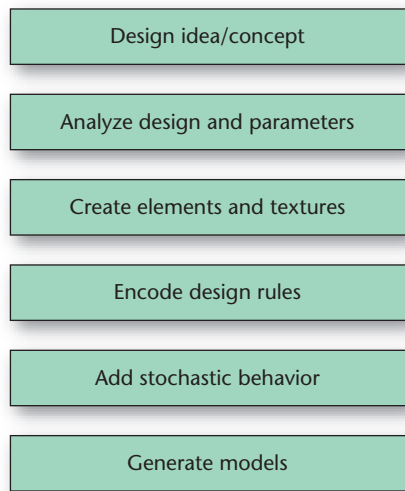 Design idea/concept
Analyze design and parameters
Create elements and textures
Encode design rules
Add stochastic behavior
Generate models